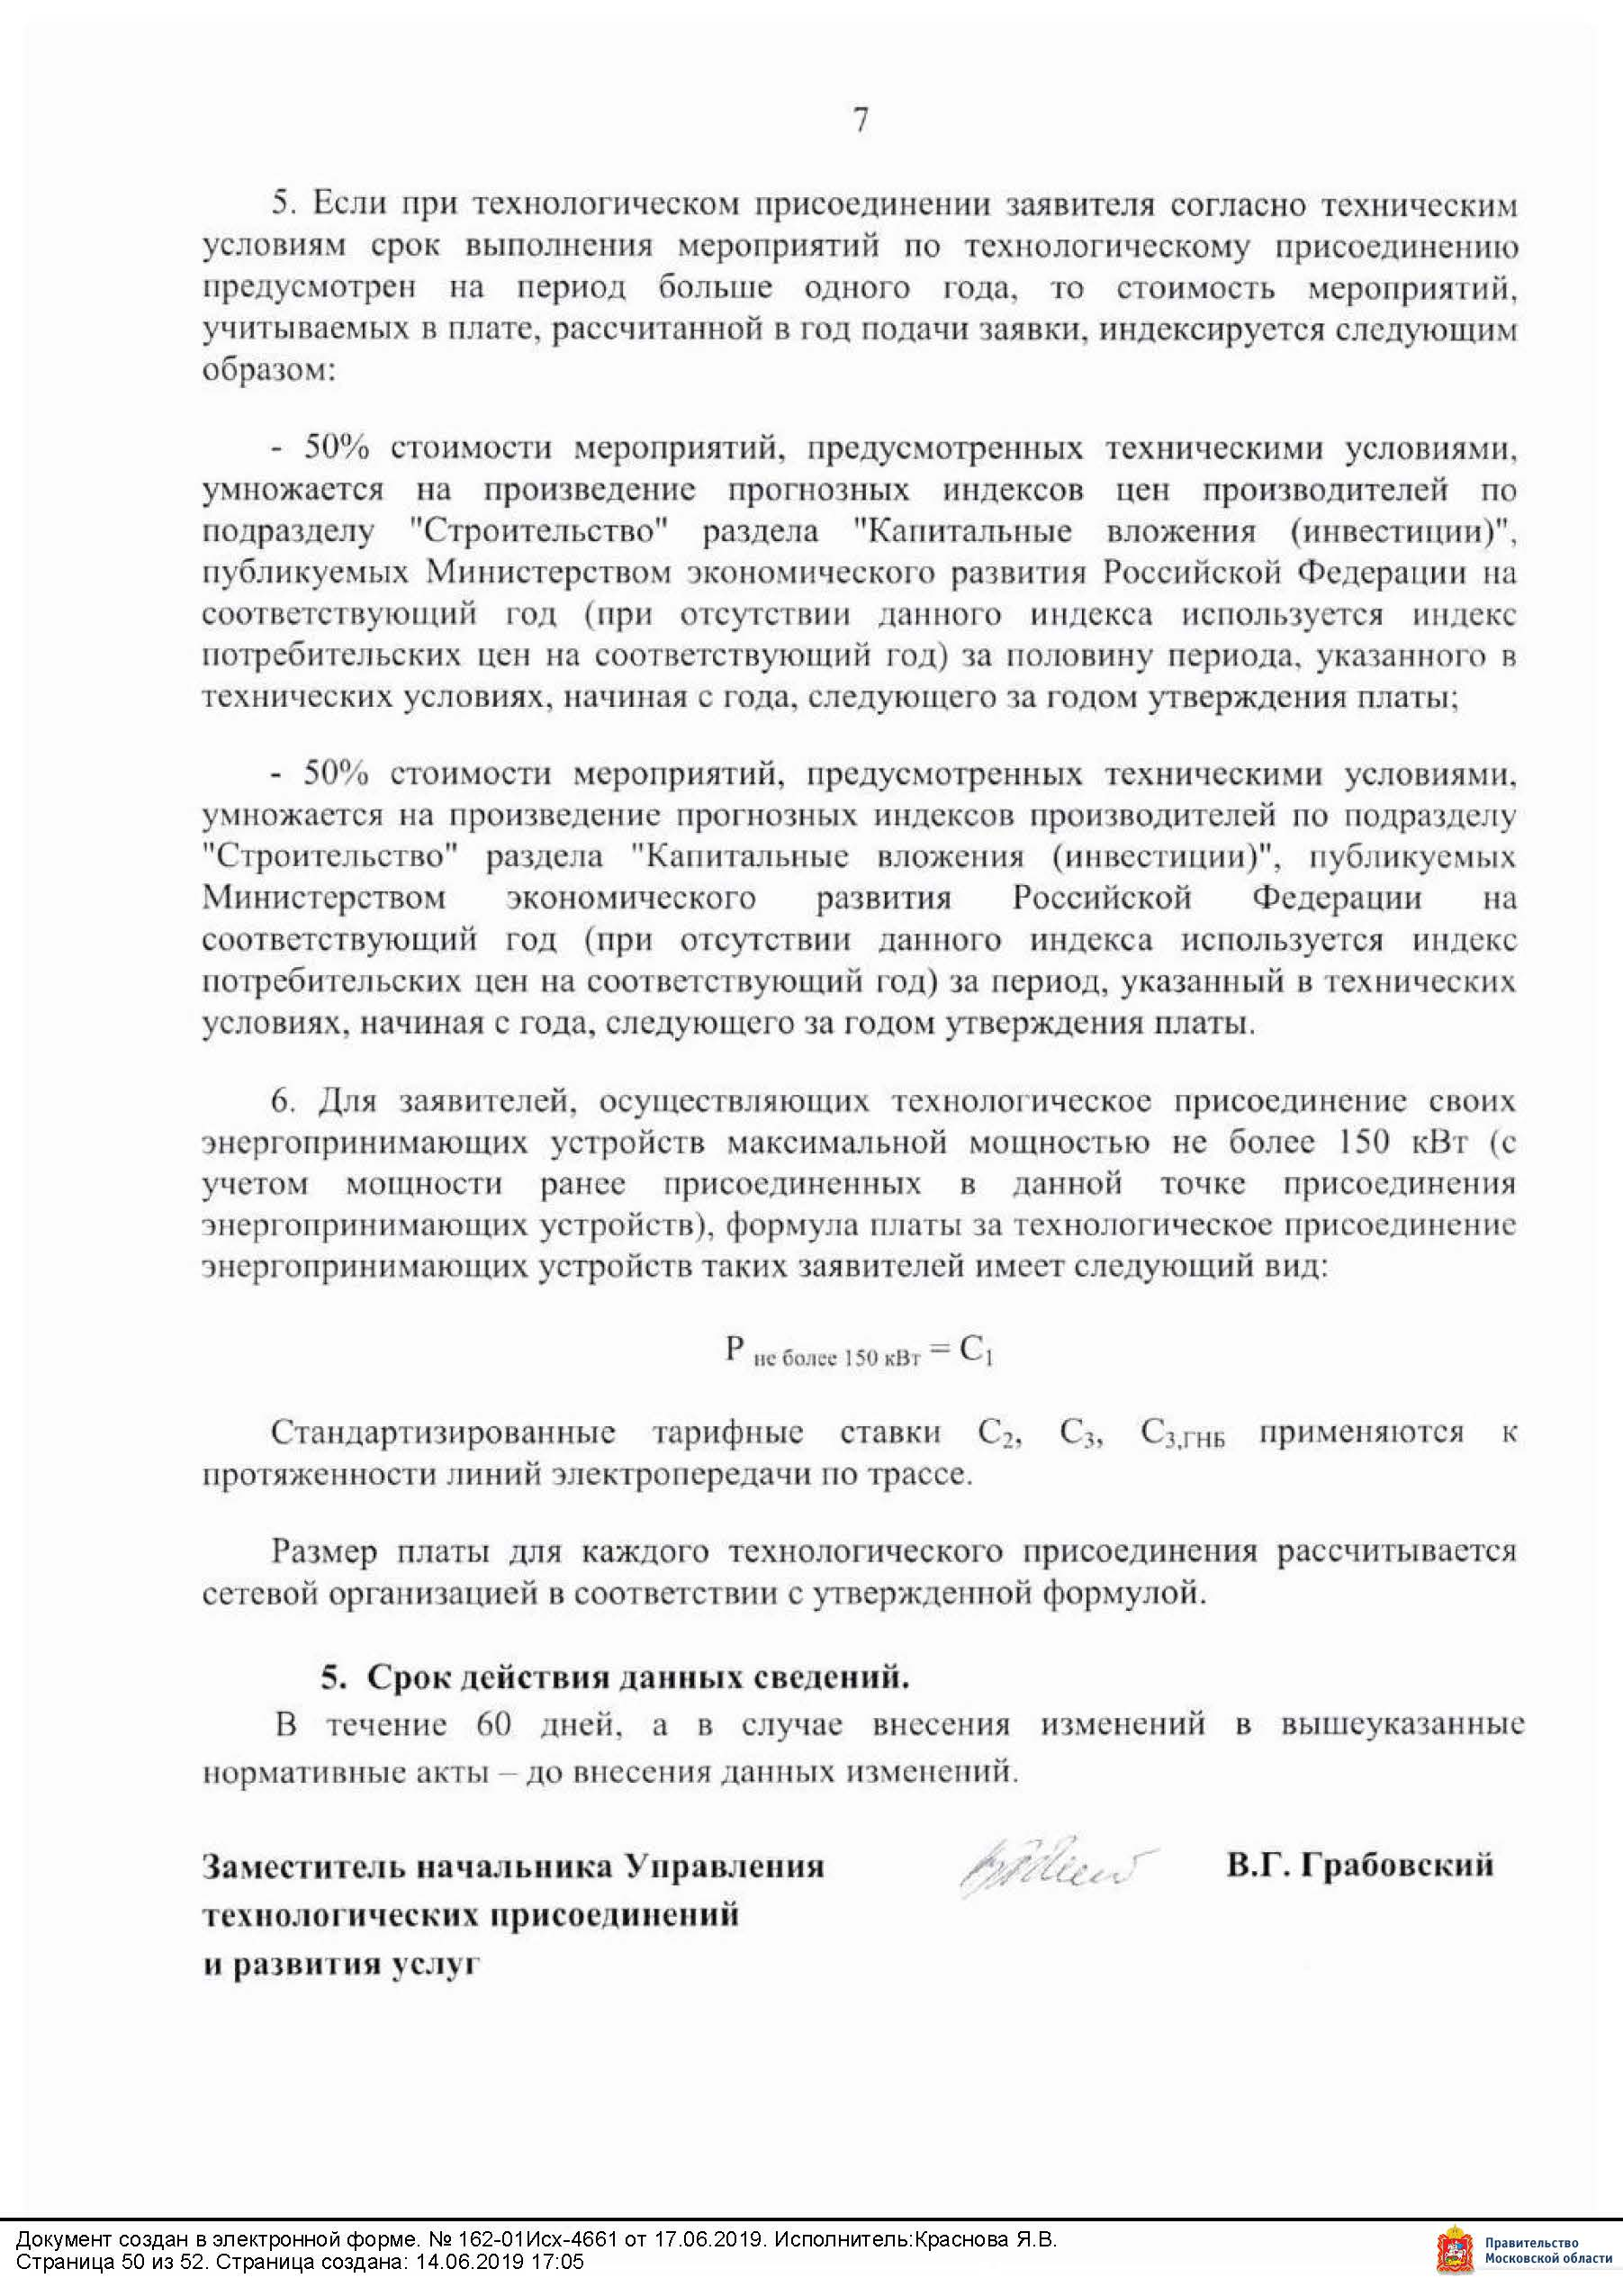 7
5. Если при технологическом присоединении заявителя согласно техническим
условиям срок выполнения мероприятий по технологическому присоединению
предусмотрен на период больше одного года, то стоимость мероприятий,
учитываемых в плате, рассчитанной в год подачи заявки, индексируется следующим
образом:
- 50% стоимости мероприятий, предусмотренных техническими условиями,
умножается на произведение прогнозных индексов цен производителей по
подразделу "Строительство" раздела "Капитальные вложения (инвестиции)",
публикуемых Министерством экономического развития Российской Федерации на
соответствующий год (при отсутствии данного индекса используется индекс
потребительских цен на соответствующий год) за половину периода, указанного в
технических условиях, начиная с года, следующего за годом утверждения платы;
- 50% стоимости мероприятий, предусмотренных техническими условиями,
умножается на произведение прогнозных индексов производителей по подразделу
"Строительство" раздела "Капитальные вложения (инвестиции)", публикуемых
Министерством экономического развития Российской Федерации на
соответствующий год (при отсутствии данного индекса используется индекс
потребительских цен на соответствующий год) за период, указанный в технических
условиях, начиная с года, следующего за годом утверждения платы.
6. Для заявителей, осуществляющих технологическое присоединение своих
энергопринимающих устройств максимальной мощностью не более 150 кВт (с
учетом мощности ранее присоединенных в данной точке присоединения
энергопринимающих устройств), формула платы за технологическое присоединение
энергопринимающих устройств таких заявителей имеет следующий вид:
Р не более 150 кВт = С1
Стандартизированные тарифные ставки С2, С3, С3,ГНБ применяются к
протяженности линий электропередачи по трассе.
Размер платы для каждого технологического присоединения рассчитывается
сетевой организацией в соответствии с утвержденной формулой.
5. Срок действия данных сведений.
В течение 60 дней, а в случае внесения изменений в вышеуказанные
нормативные акты – до внесения данных изменений.
Заместитель начальника Управления В.Г. Грабовский
технологических присоединений
и развития услуг
Документ создан в электронной форме. № 162-01Исх-4661 от 17.06.2019. Исполнитель:Краснова Я.В.
Страница 50 из 52. Страница создана: 14.06.2019 17:05
Правительство
Московской области